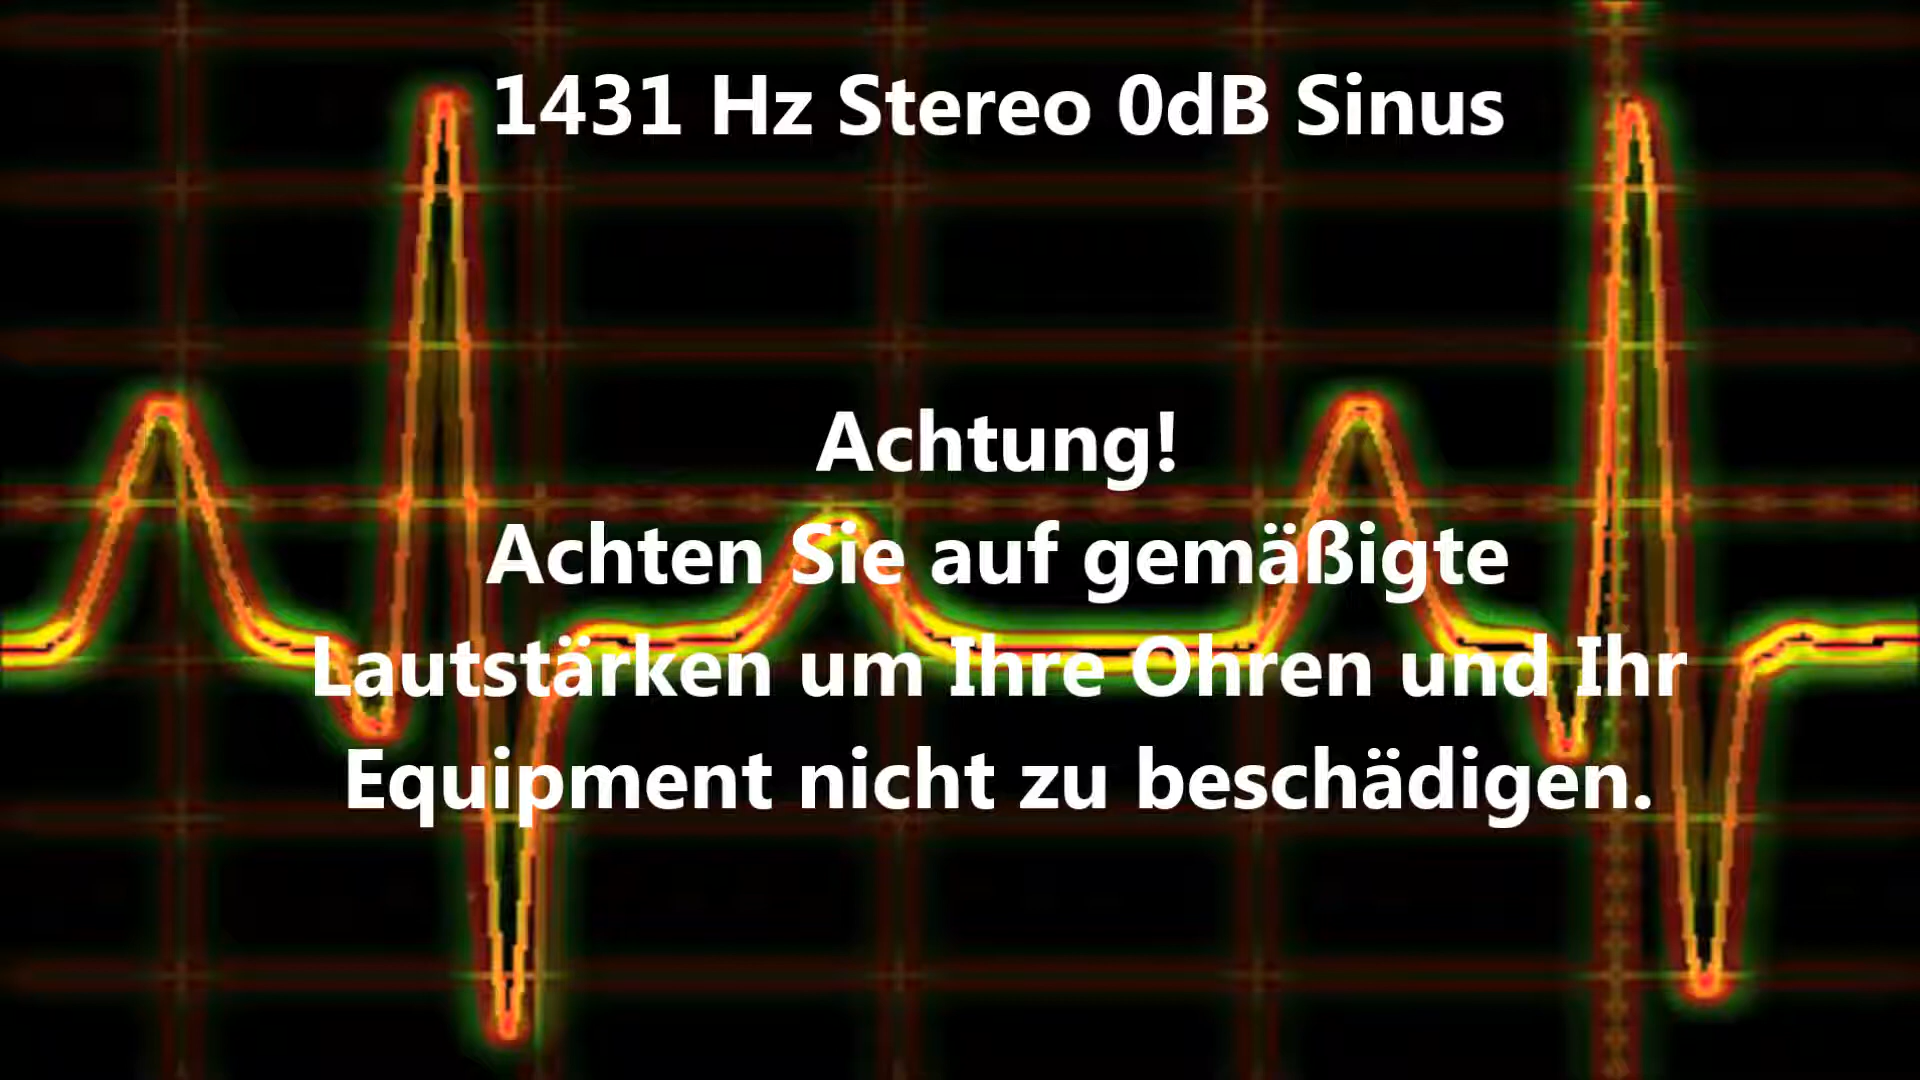 1431 Hz Stereo 0dB Sinus
Achtung!
Achten Sie auf gemäßigte
Lautstärken um Ihre Ohren und Ihr
Equipment nicht zu beschädigen.